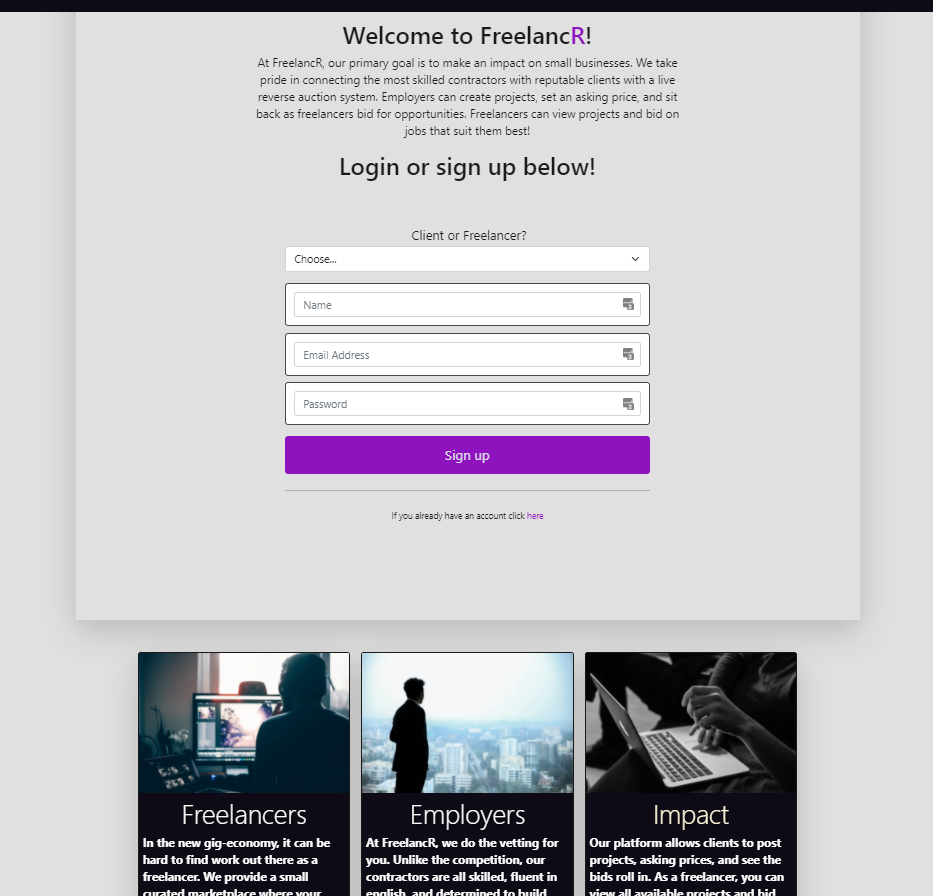 Welcome to FreelancR!
At FreelancR, our primary goal is to make an impact on small businesses. We take
pride in connecting the most skilled contractors with reputable clients with a live
reverse auction system. Employers can create projects, set an asking price, and sit
back as freelancers bid for opportunities. Freelancers can view projects and bid on
jobs that suit them best!
Login or sign up below!
Client or Freelancer?
Choose...
Name
Email Address
Password
Sign up
If you already have an account click here
Freelancers
In the new gig-economy, it can be
hard to find work out there as a
freelancer. We provide a small
curated marketplace where your
Employers
At FreelancR, we do the vetting for
you. Unlike the competition, our
contractors are all skilled, fluent in
english, and determined to build
Impact
Our platform allows clients to post
projects, asking prices, and see the
bids roll in. As a freelancer, you can
view all available projects and bid